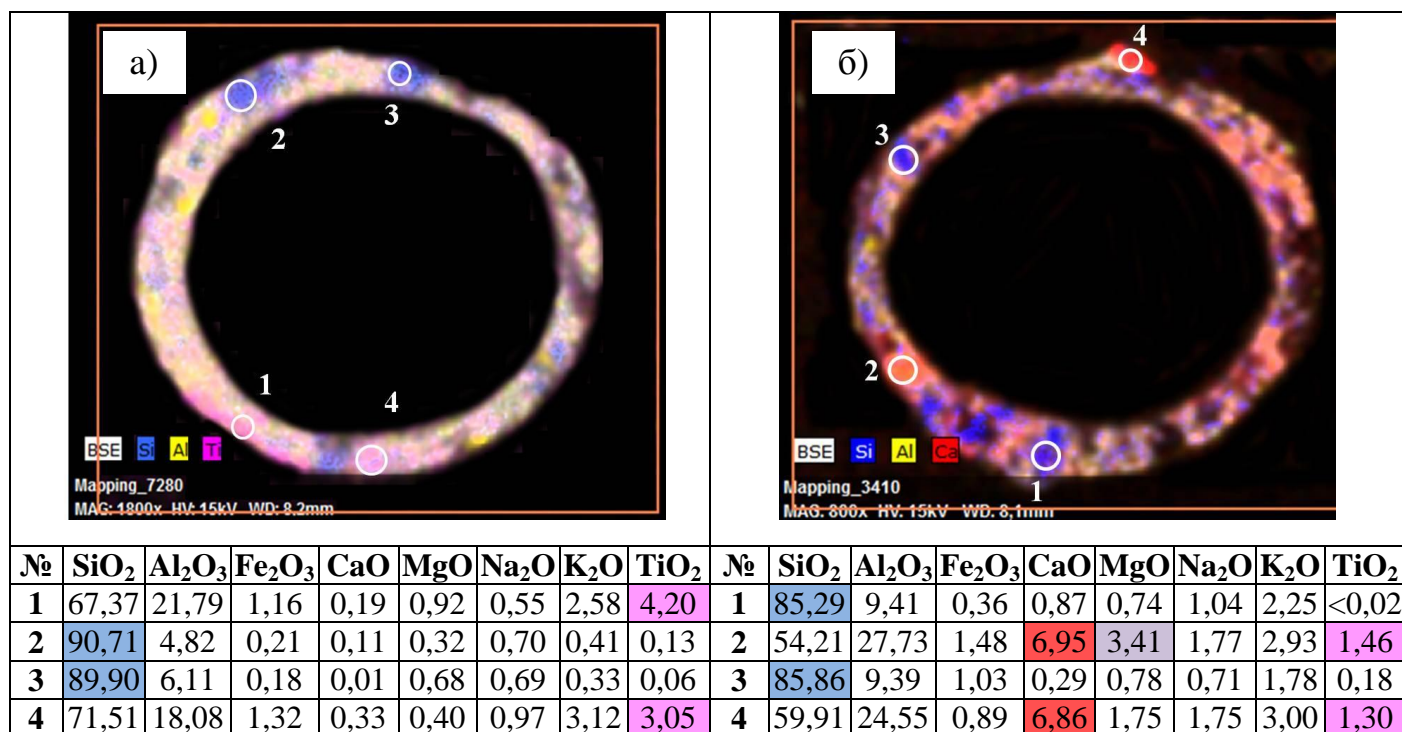 а)
2
3
1
4
BSE Si Al Ti
Mapping_7280
MAG: 1800x HV: 15kV WD: 8.2mm
б)
4
3
2
1
BSE Si Al Ca
Mapping_3410
MAG. 800x HV: 15kV WD: 8,1mm
№ SiO₂ Al₂O₃ Fe₂O₃ CaO MgO Na₂O K₂O TiO₂ № SiO₂ Al₂O₃ Fe₂O₃ CaO MgO Na₂O K₂O TiO₂
1 67,37 21,79 1,16 0,19 0,92 0,55 2,58 4,20 1 85,29 9,41 0,36 0,87 0,74 1,04 2,25 <0,02
2 90,71 4,82 0,21 0,11 0,32 0,70 0,41 0,13 2 54,21 27,73 1,48 6,95 3,41 1,77 2,93 1,46
3 89,90 6,11 0,18 0,01 0,68 0,69 0,33 0,06 3 85,86 9,39 1,03 0,29 0,78 0,71 1,78 0,18
4 71,51 18,08 1,32 0,33 0,40 0,97 3,12 3,05 4 59,91 24,55 0,89 6,86 1,75 1,75 3,00 1,30